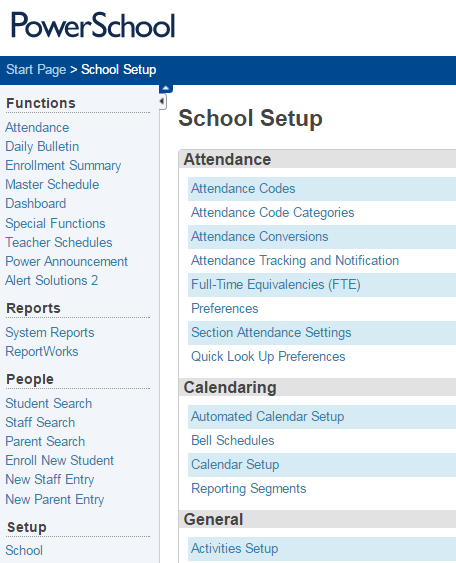 PowerSchool
Start Page > School Setup
Functions
Attendance
Daily Bulletin
Enrollment Summary
Master Schedule
Dashboard
Special Functions
Teacher Schedules
Power Announcement
Alert Solutions 2
Reports
System Reports
ReportWorks
People
Student Search
Staff Search
Parent Search
Enroll New Student
New Staff Entry
New Parent Entry
Setup
School
School Setup
Attendance
Attendance Codes
Attendance Code Categories
Attendance Conversions
Attendance Tracking and Notification
Full-Time Equivalencies (FTE)
Preferences
Section Attendance Settings
Quick Look Up Preferences
Calendaring
Automated Calendar Setup
Bell Schedules
Calendar Setup
Reporting Segments
General
Activities Setup